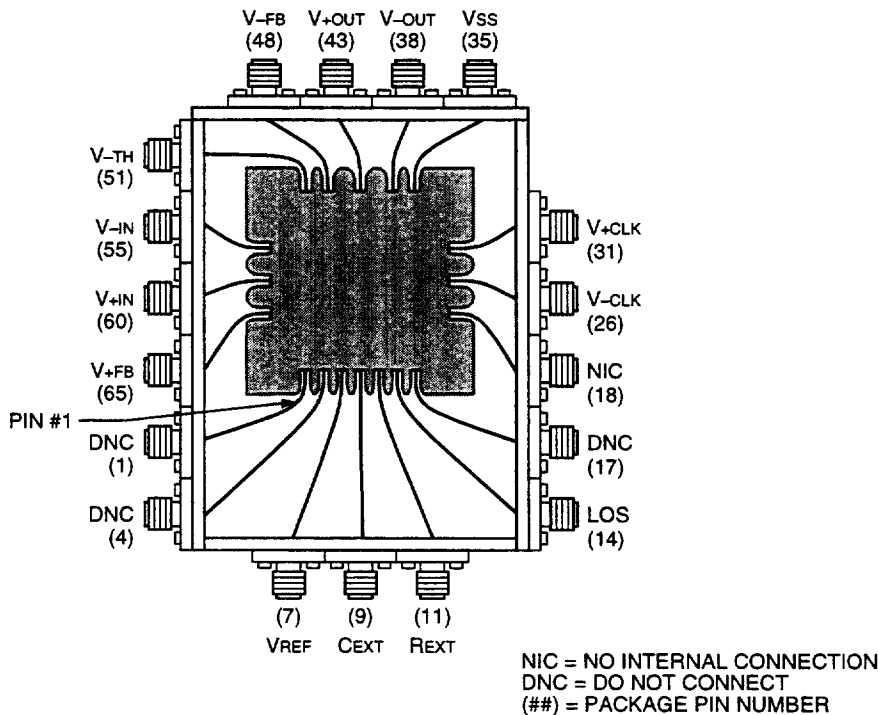 V–FB
(48)
V+OUT
(43)
V–OUT
(38)
VSS
(35)
V–TH
(51)
V–IN
(55)
V+IN
(60)
V+FB
(65)
PIN #1
DNC
(1)
DNC
(4)
V+CLK
(31)
V–CLK
(26)
NIC
(18)
DNC
(17)
LOS
(14)
(7)
VREF
(9)
CEXT
(11)
REXT
NIC = NO INTERNAL CONNECTION
DNC = DO NOT CONNECT
(##) = PACKAGE PIN NUMBER